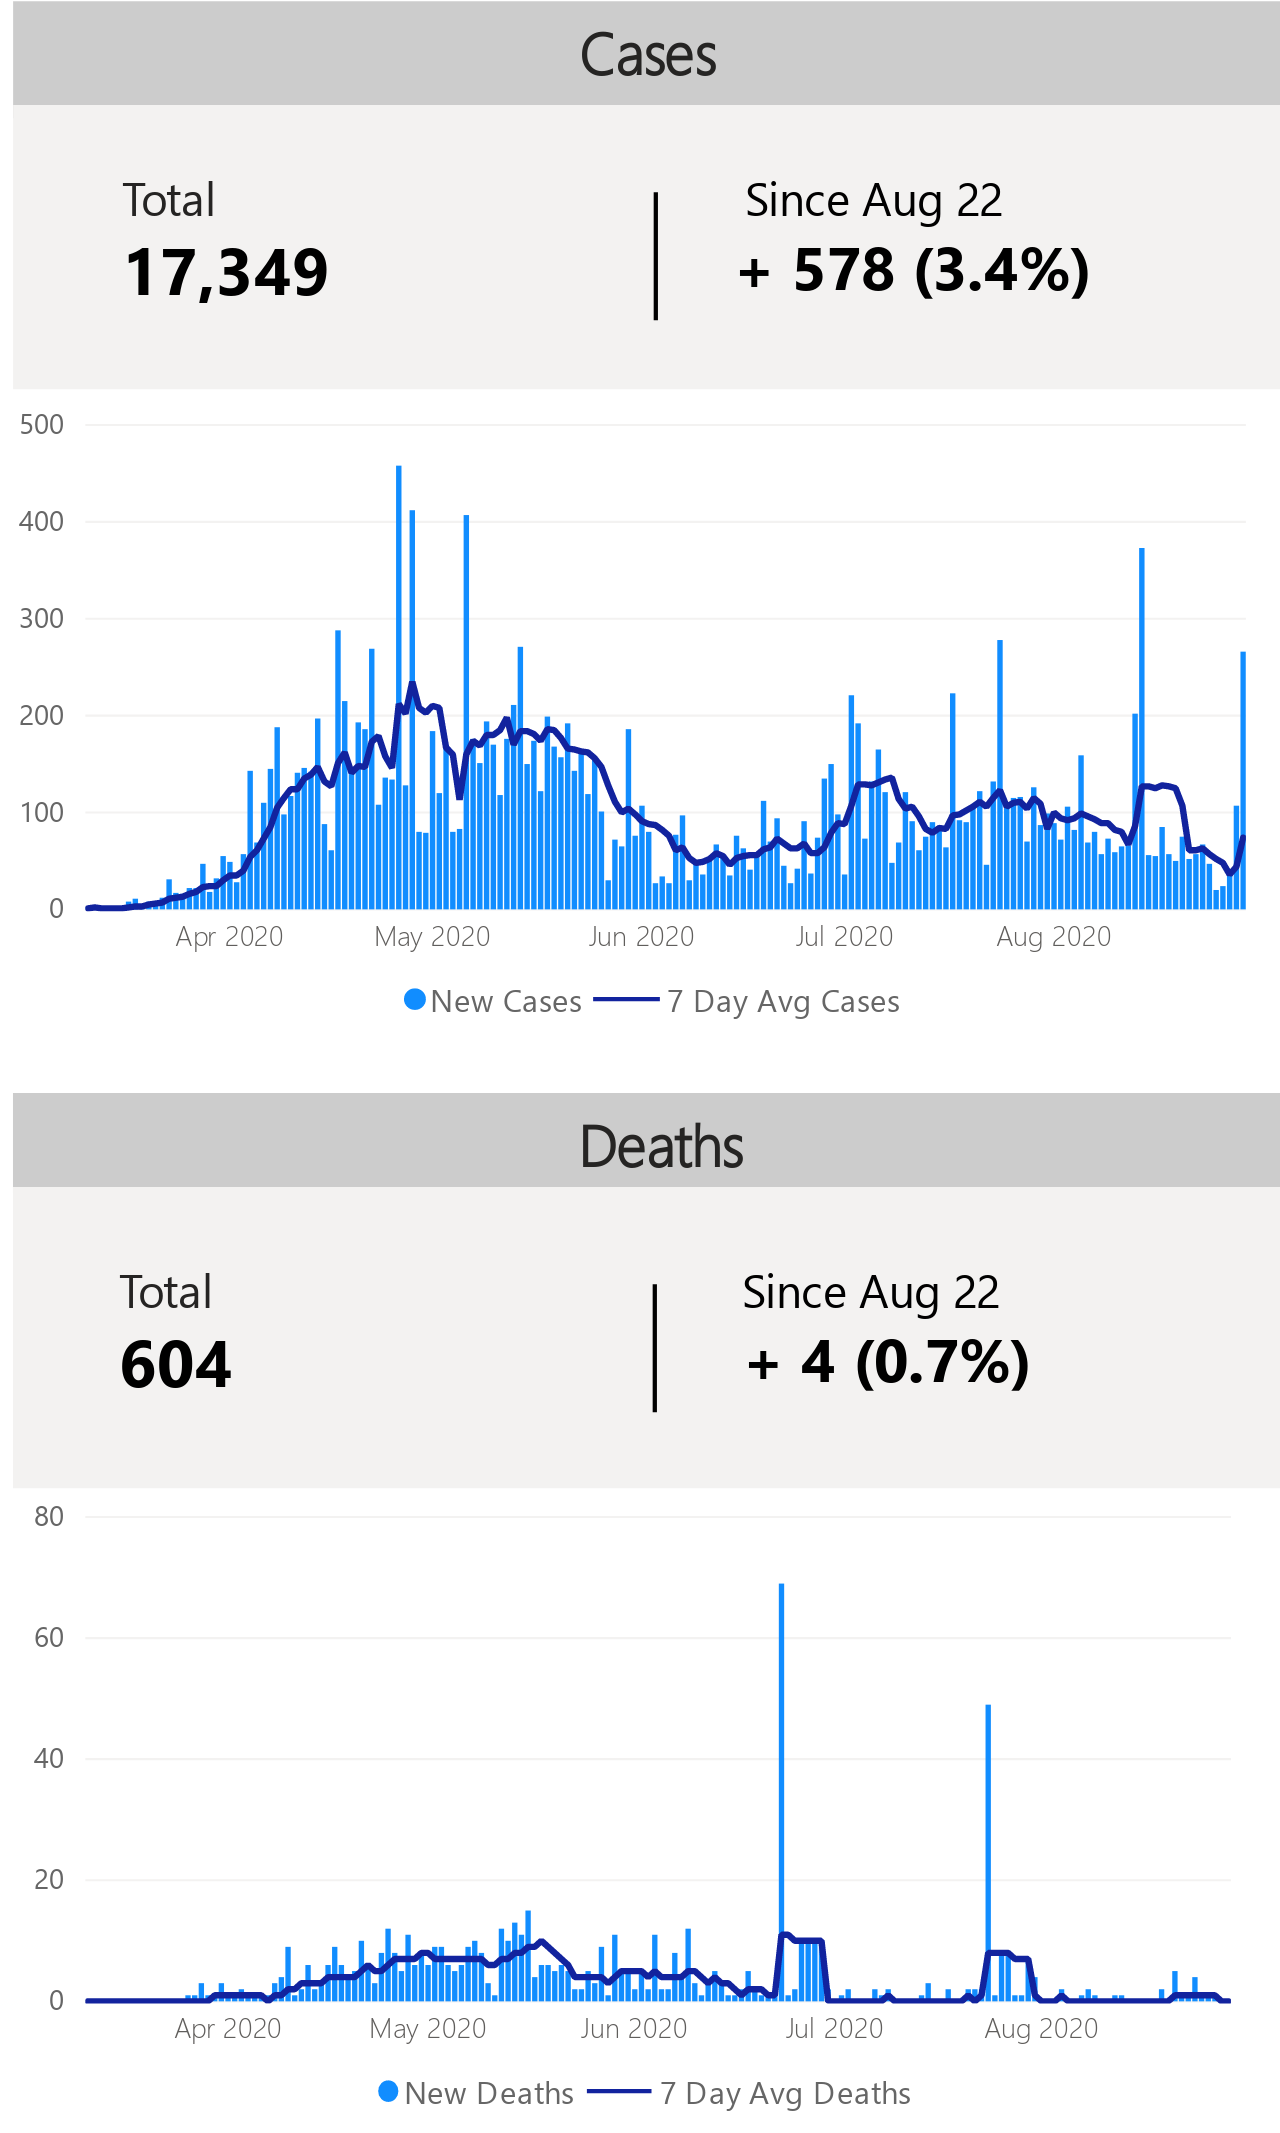 Cases
Total
17,349
Since Aug 22
+ 578 (3.4%)
500
400
300
200
100
0
Apr 2020 May 2020 Jun 2020 Jul 2020 Aug 2020
New Cases 7 Day Avg Cases
Deaths
Total
604
Since Aug 22
+ 4 (0.7%)
80
60
40
20
0
Apr 2020 May 2020 Jun 2020 Jul 2020 Aug 2020
New Deaths 7 Day Avg Deaths